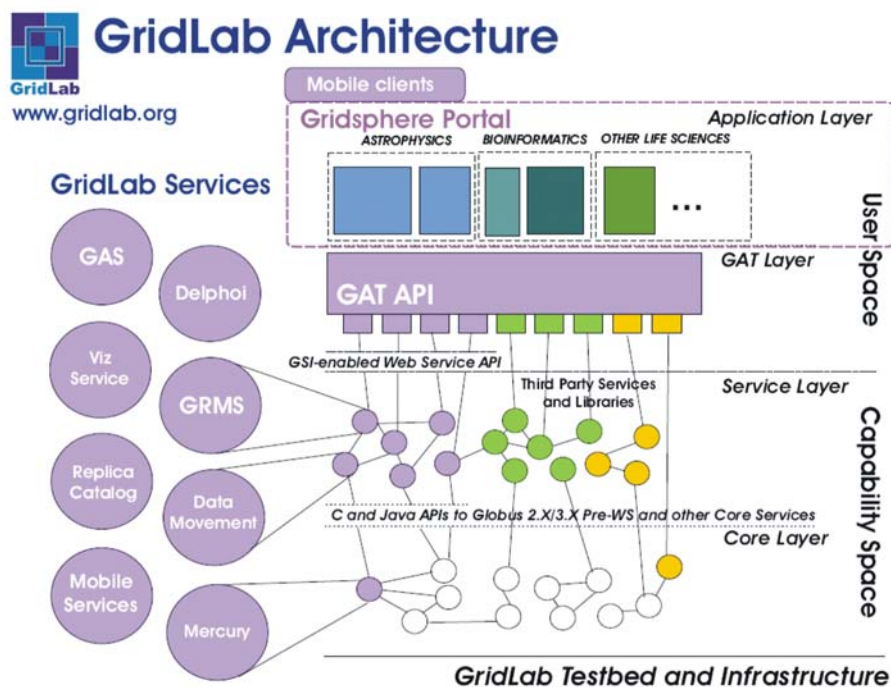 GridLab Architecture
GridLab
www.gridlab.org
Mobile clients
Gridsphere Portal
Application Layer
ASTROPHYSICS
BIOINFORMATICS
OTHER LIFE SCIENCES
...
User Space
GridLab Services
GAS
Delphoi
Viz
Service
GRMS
Replica
Catalog
Data
Movement
Mobile
Services
Mercury
GAT Layer
GAT API
GSI-enabled Web Service API
Third Party Services
and Libraries
Service Layer
Capability Space
C and Java APIs to Globus 2.X/3.X Pre-WS and other Core Services
Core Layer
GridLab Testbed and Infrastructure